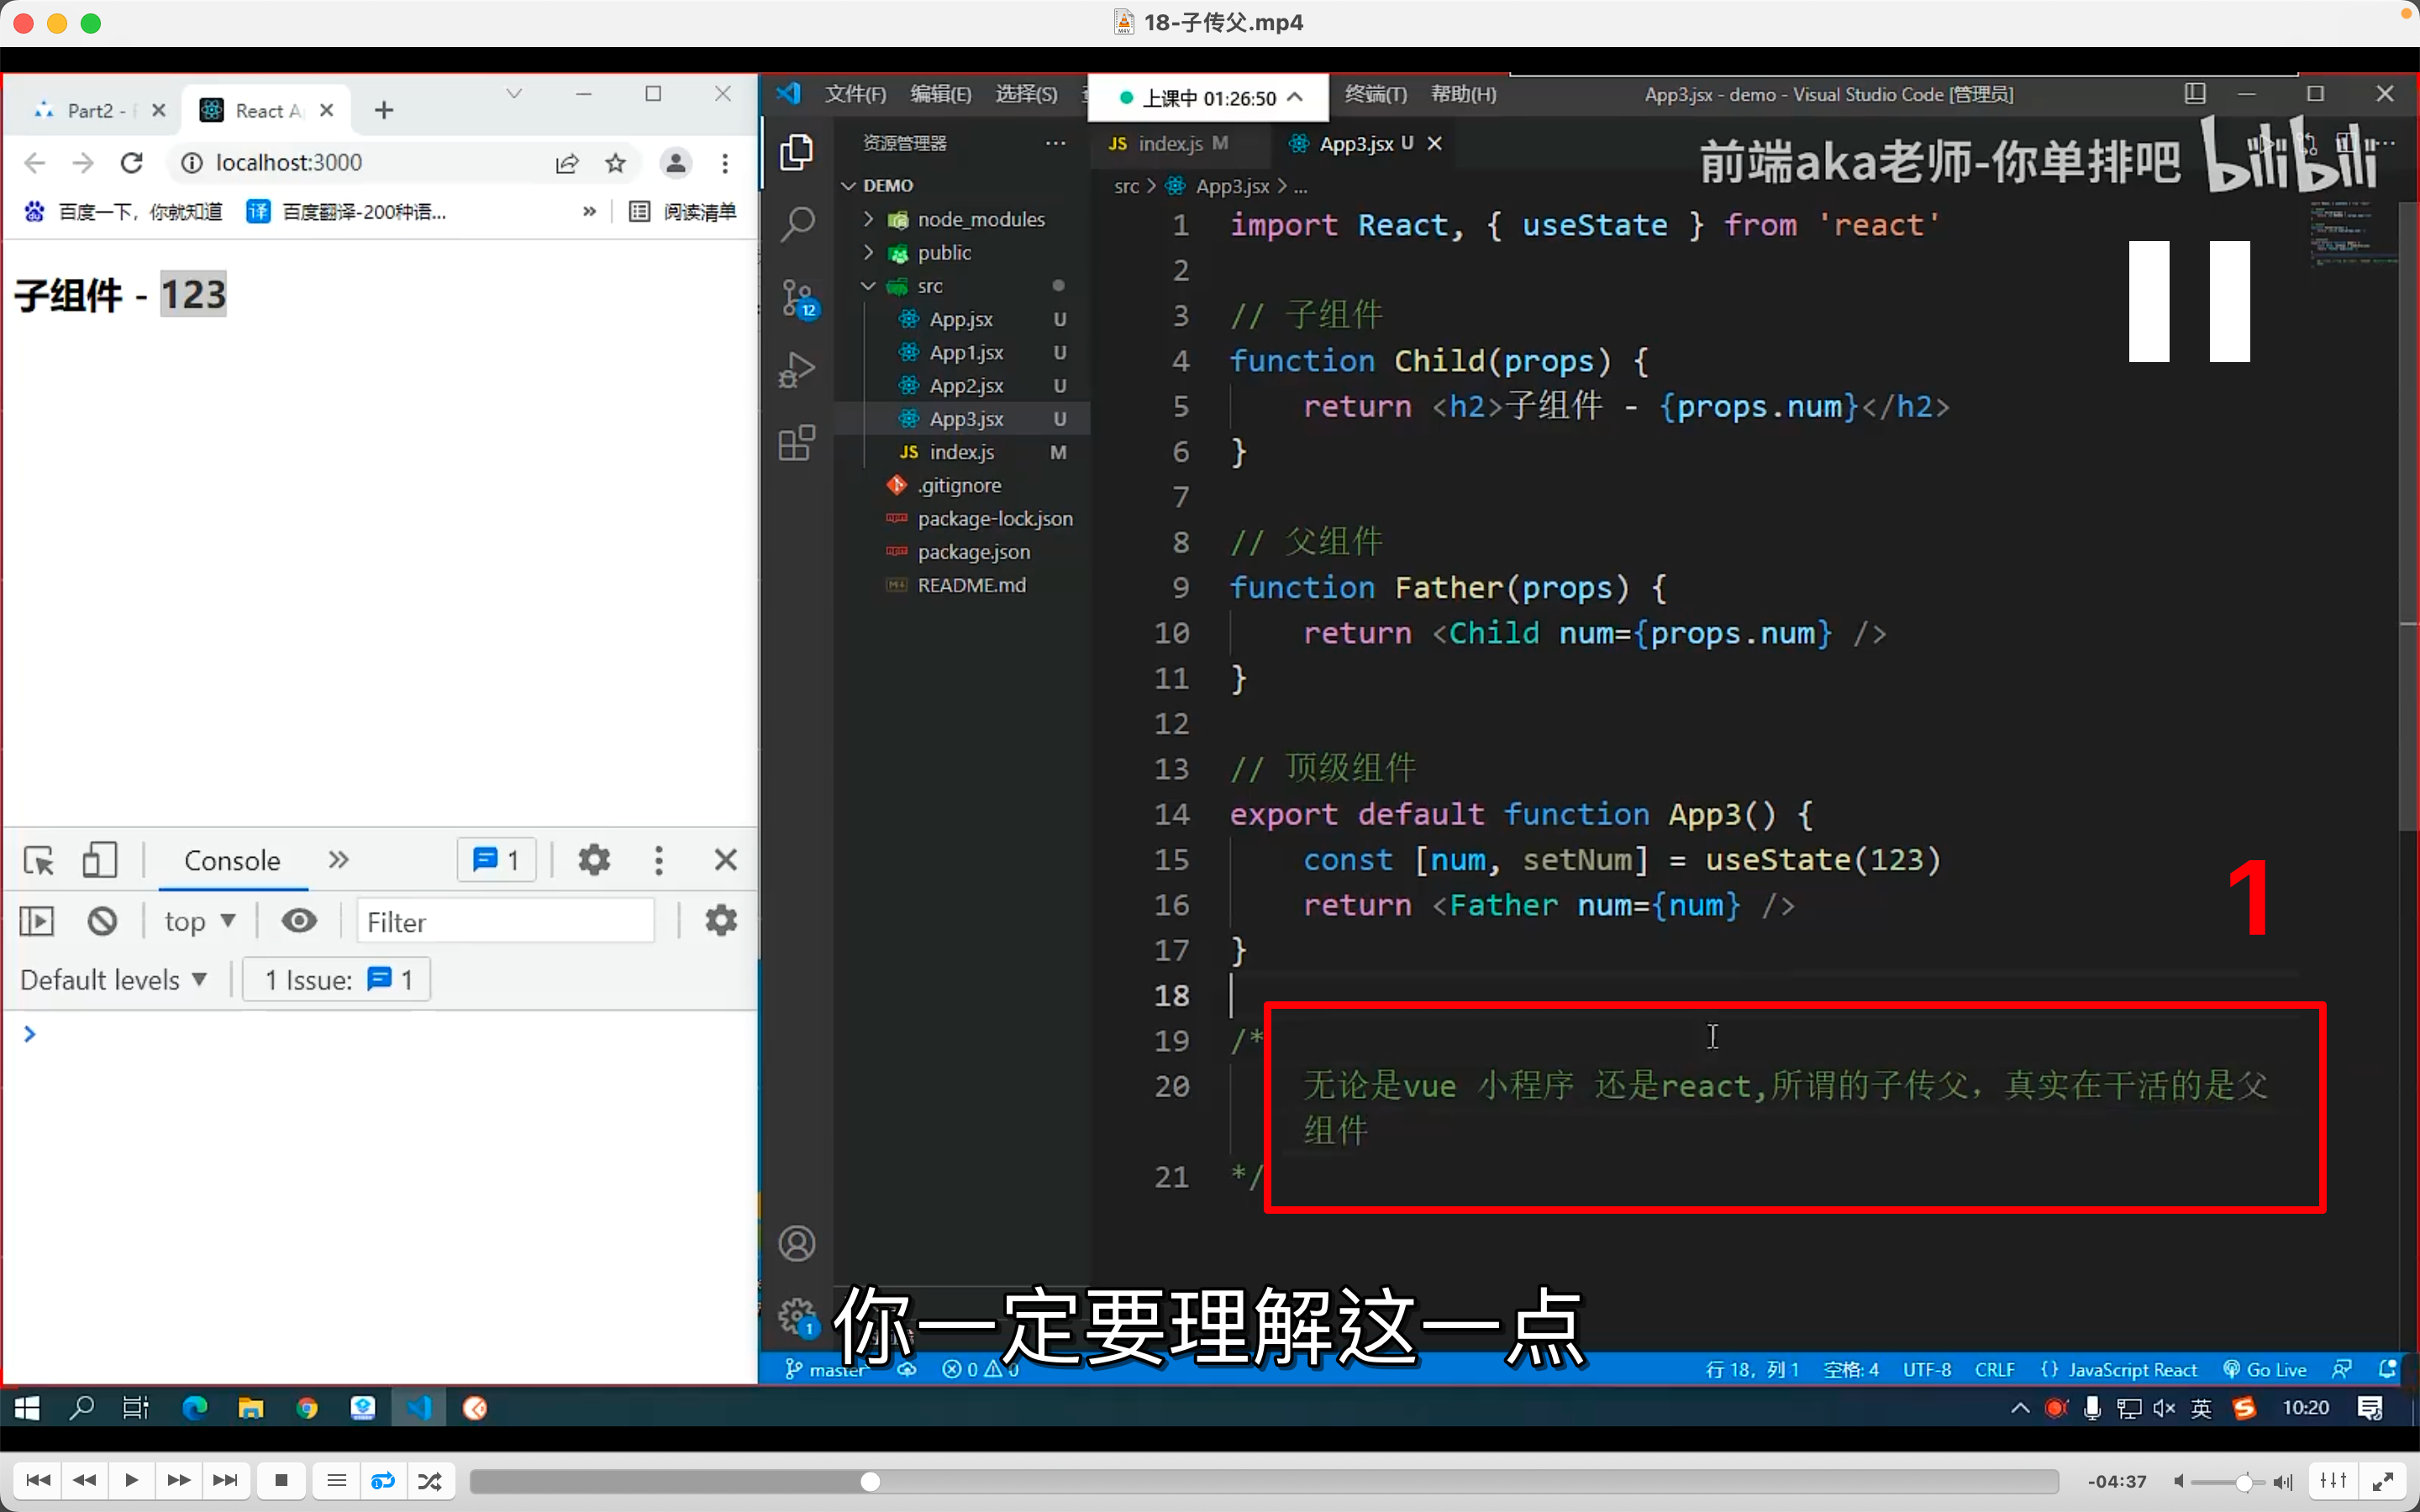 18-子传父.mp4
Part2 -
React A
localhost:3000
百度一下，你就知道
译
百度翻译-200种语...
»
阅读清单
子组件 - 123
Console
1
top
Filter
Default levels
1 Issue:
1
文件(F)
编辑(E)
选择(S)
上课中 01:26:50
终端(T)
帮助(H)
App3.jsx - demo - Visual Studio Code [管理员]
资源管理器
DEMO
node_modules
public
src
App.jsx U
App1.jsx U
App2.jsx U
App3.jsx U
JS index.js M
.gitignore
package-lock.json
package.json
README.md
12
1
JS index.js M
App3.jsx U
前端aka老师-你单排吧
bilibili
src > App3.jsx > ...
1 import React, { useState } from 'react'
2
3 // 子组件
4 function Child(props) {
5 return <h2>子组件 - {props.num}</h2>
6 }
7
8 // 父组件
9 function Father(props) {
10 return <Child num={props.num} />
11 }
12
13 // 顶级组件
14 export default function App3() {
15 const [num, setNum] = useState(123)
16 return <Father num={num} />
17 }
18
19 /*
20 无论是vue 小程序 还是react,所谓的子传父，真实在干活的是父
组件
21 */
1
你一定要理解这一点
master
0
0
行 18，列 1
空格: 4
UTF-8
CRLF
{} JavaScript React
Go Live
英
10:20
-04:37